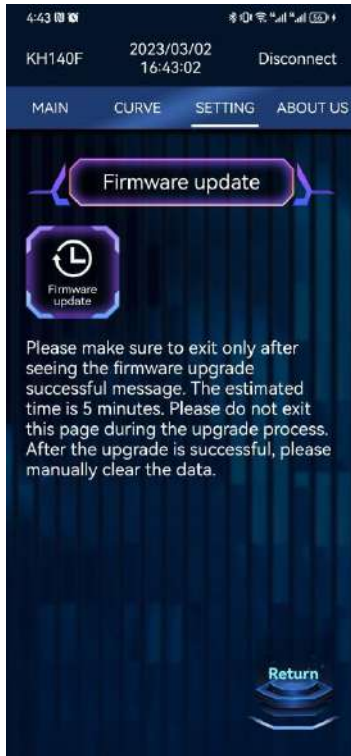 4:43
56
KH140F
2023/03/02
16:43:02
Disconnect
MAIN
CURVE
SETTING
ABOUT US
Firmware update
Firmware
update
Please make sure to exit only after
seeing the firmware upgrade
successful message. The estimated
time is 5 minutes. Please do not exit
this page during the upgrade process.
After the upgrade is successful, please
manually clear the data.
Return